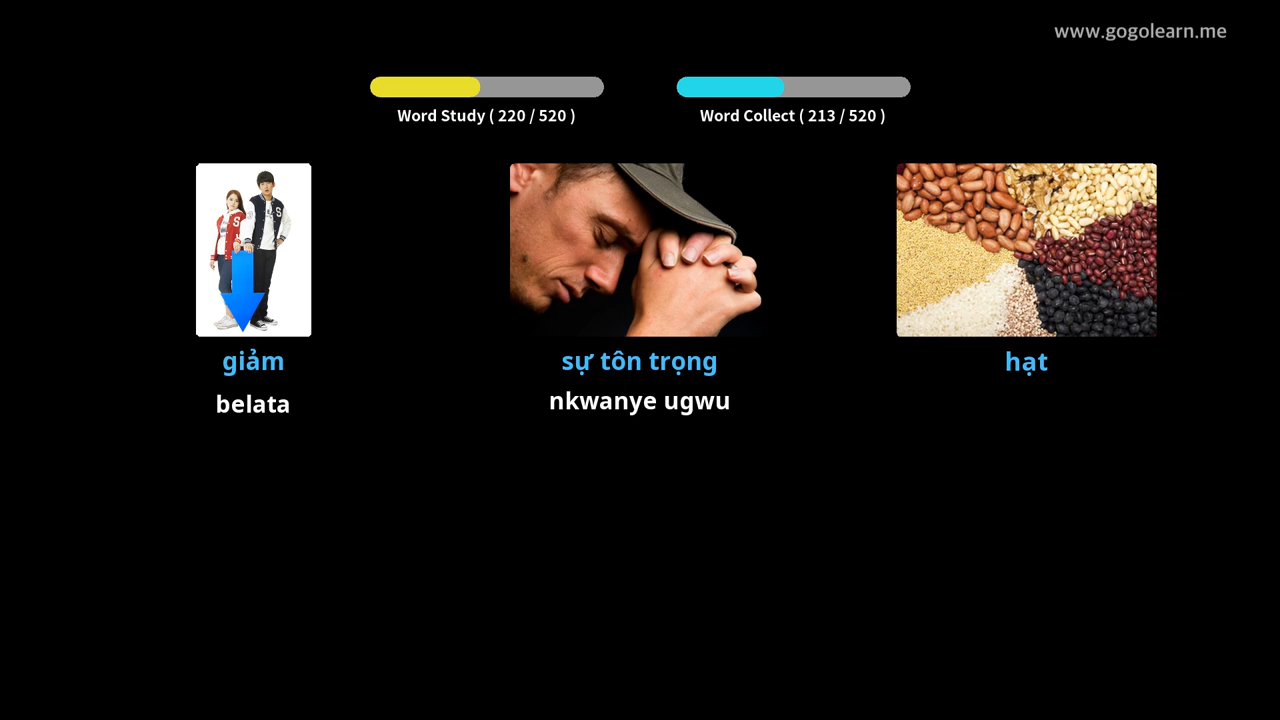 www.gogolearn.me
Word Study ( 220 / 520 )
Word Collect ( 213 / 520 )
giảm
sự tôn trọng
hạt
belata
nkwanye ugwu